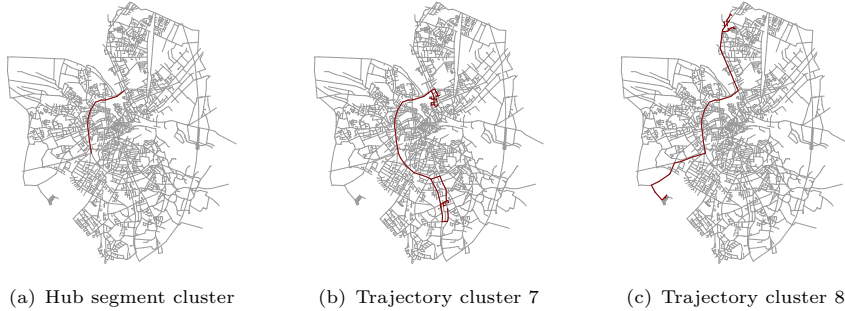 (a) Hub segment cluster
(b) Trajectory cluster 7
(c) Trajectory cluster 8